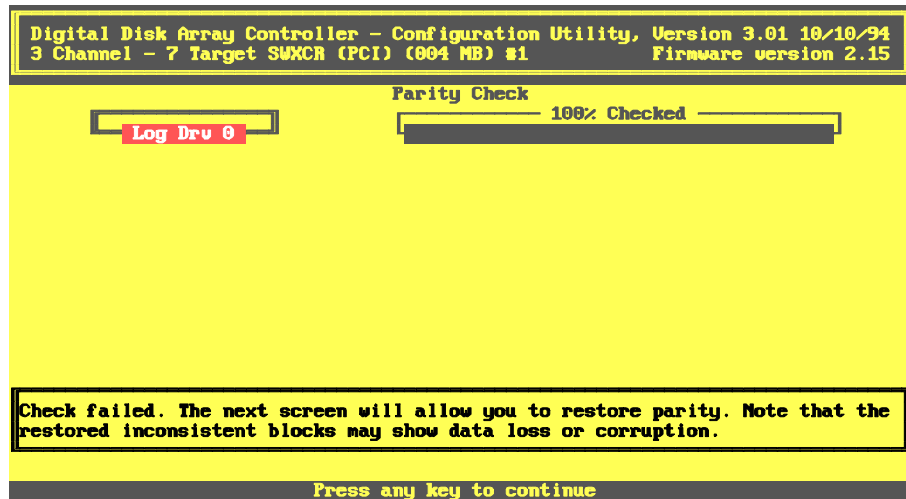 Digital Disk Array Controller - Configuration Utility, Version 3.01 10/10/94
3 Channel - 7 Target SWXCR (PCI) (004 MB) #1 Firmware version 2.15
Parity Check
100% Checked
Log Drv 0
Check failed. The next screen will allow you to restore parity. Note that the
restored inconsistent blocks may show data loss or corruption.
Press any key to continue